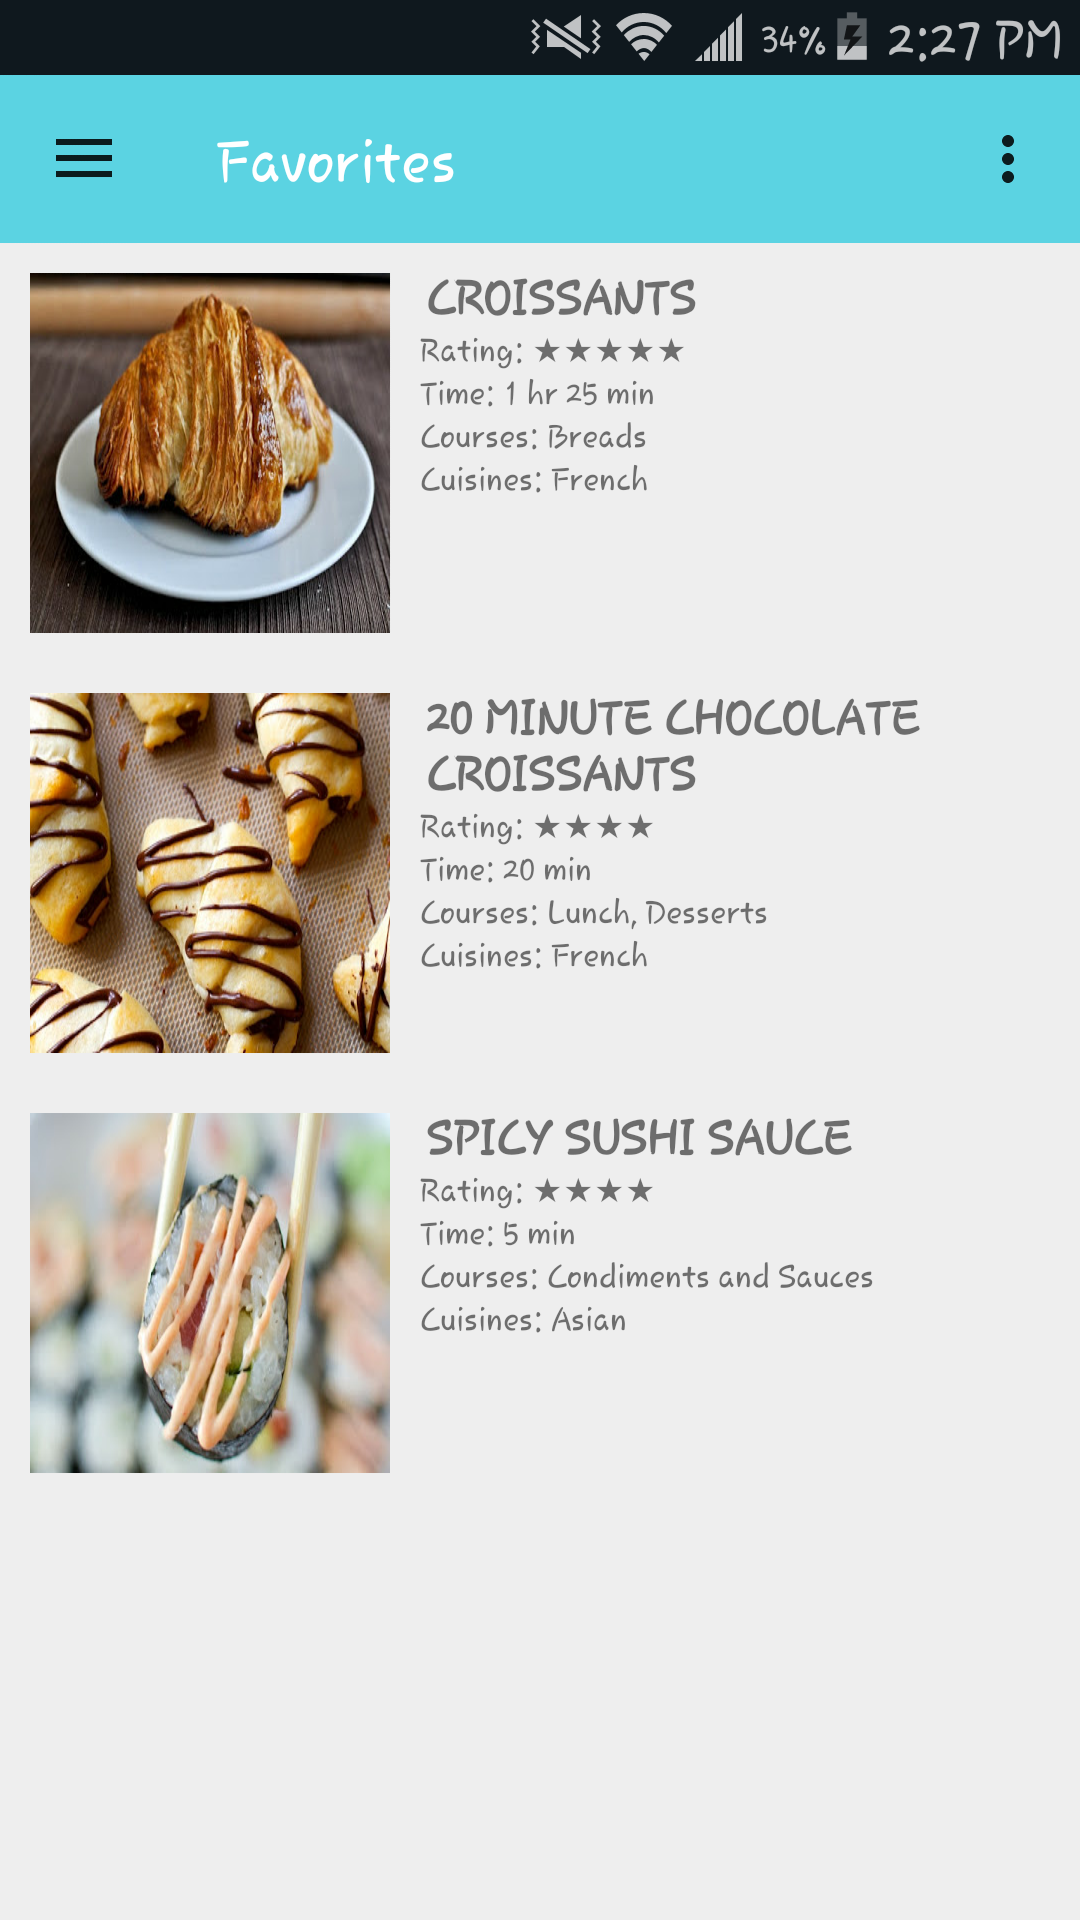 34% 2:27 PM
Favorites
CROISSANTS
Rating: ★★★★★
Time: 1 hr 25 min
Courses: Breads
Cuisines: French
20 MINUTE CHOCOLATE
CROISSANTS
Rating: ★★★★
Time: 20 min
Courses: Lunch, Desserts
Cuisines: French
SPICY SUSHI SAUCE
Rating: ★★★★
Time: 5 min
Courses: Condiments and Sauces
Cuisines: Asian